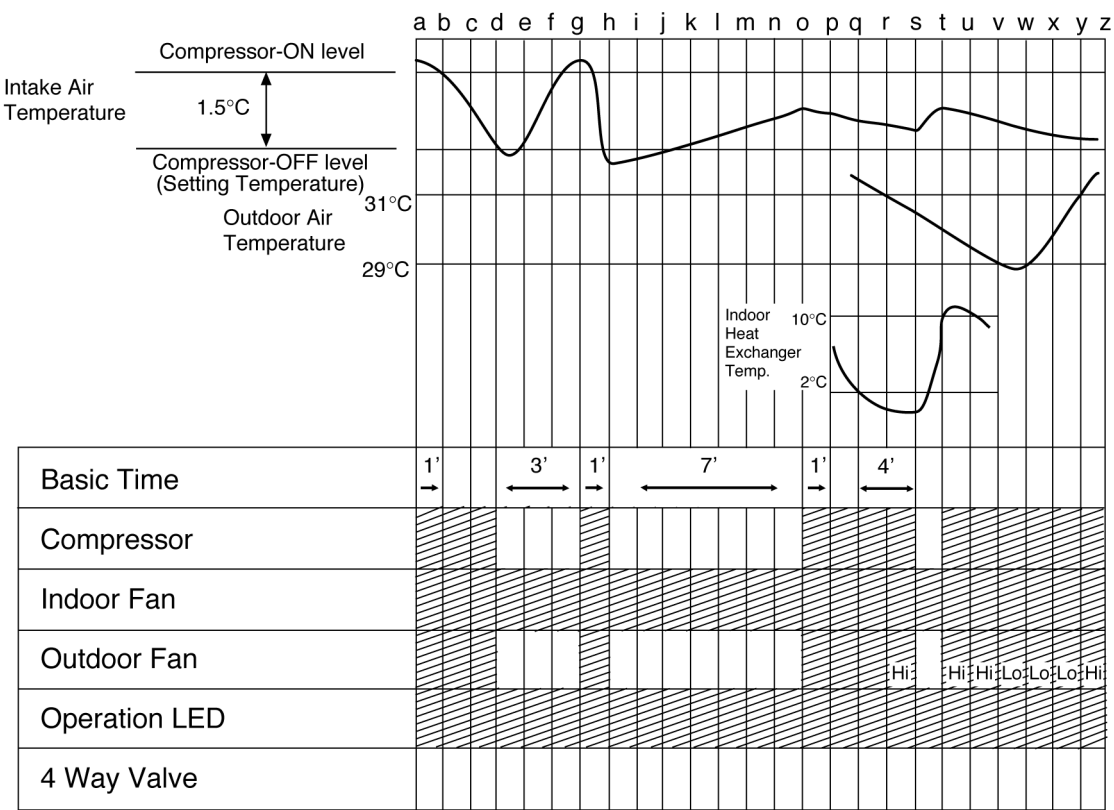 a b c d e f g h i j k l m n o p q r s t u v w x y z
Compressor-ON level
Intake Air
Temperature
1.5°C
Compressor-OFF level
(Setting Temperature)
31°C
Outdoor Air
Temperature
29°C
Indoor
Heat
Exchanger
Temp.
10°C
2°C
Basic Time 1’ 3’ 1’ 7’ 1’ 4’
Compressor
Indoor Fan
Outdoor Fan Hi Hi Hi Lo Lo Lo Hi
Operation LED
4 Way Valve